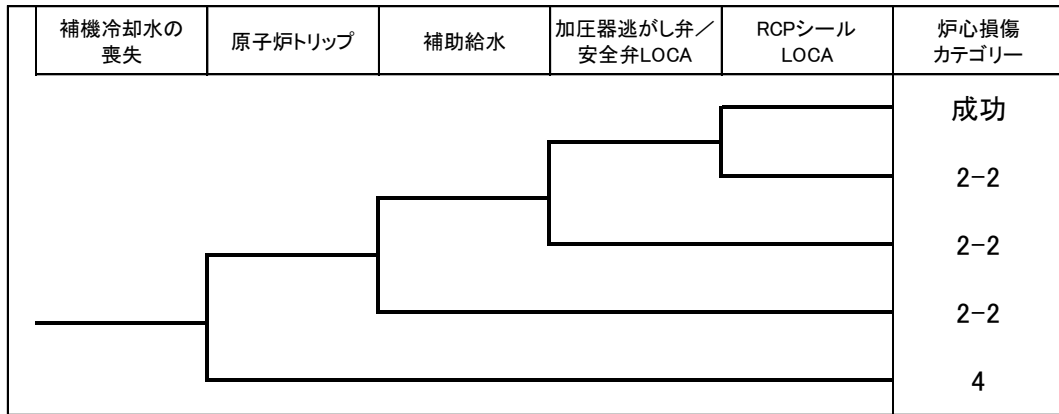 補機冷却水の
喪失
原子炉トリップ
補助給水
加圧器逃がし弁/
安全弁LOCA
RCPシール
LOCA
炉心損傷
カテゴリー
成功
2-2
2-2
2-2
4